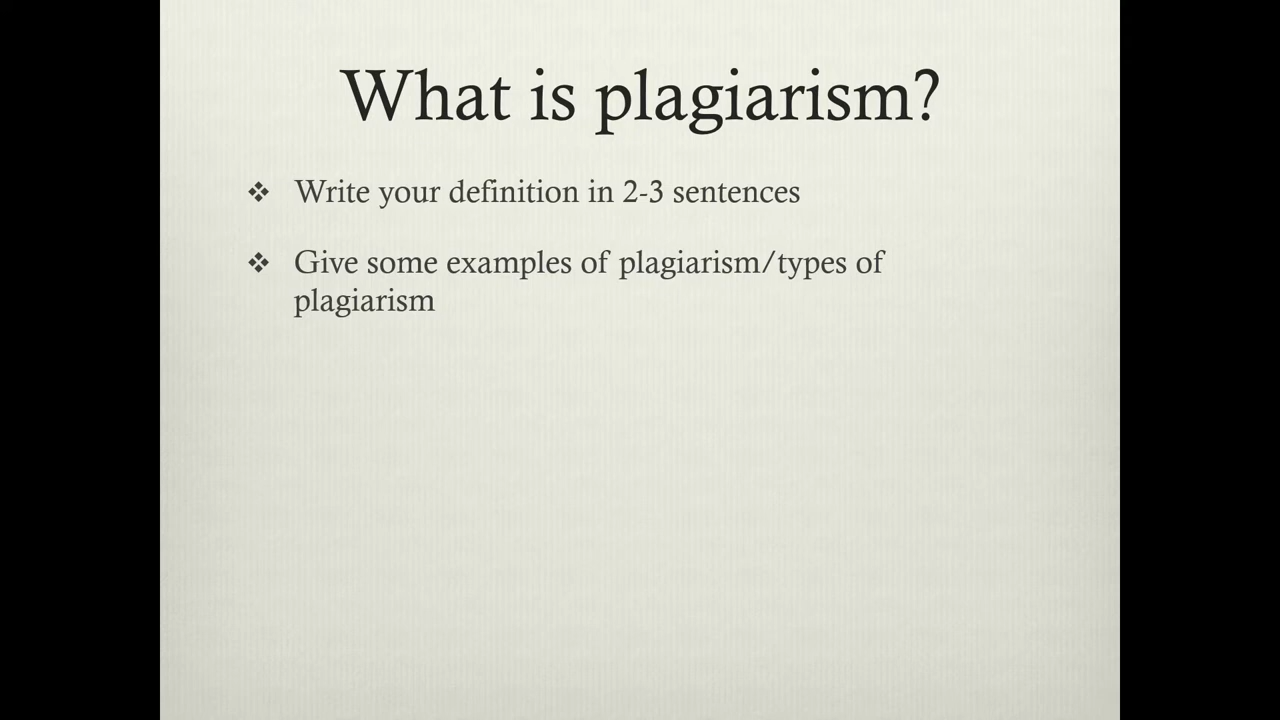 What is plagiarism?
❖ Write your definition in 2-3 sentences
❖ Give some examples of plagiarism/types of
plagiarism